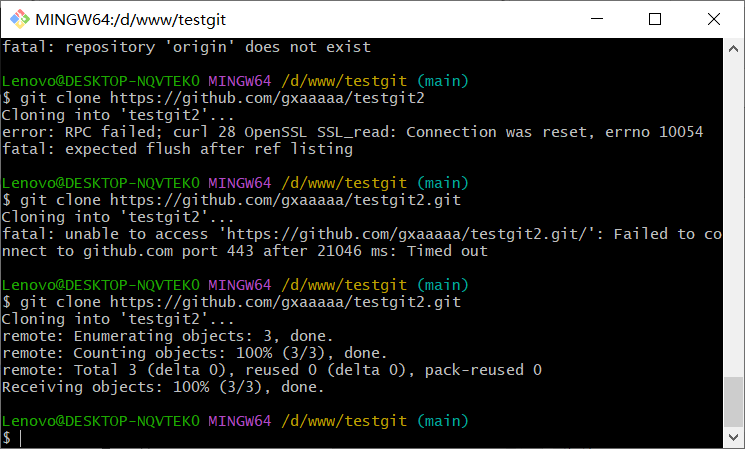 MINGW64:/d/www/testgit
fatal: repository 'origin' does not exist
Lenovo@DESKTOP-NQVTEKO MINGW64 /d/www/testgit (main)
$ git clone https://github.com/gxaaaaa/testgit2
Cloning into 'testgit2'...
error: RPC failed; curl 28 OpenSSL SSL_read: Connection was reset, errno 10054
fatal: expected flush after ref listing
Lenovo@DESKTOP-NQVTEKO MINGW64 /d/www/testgit (main)
$ git clone https://github.com/gxaaaaa/testgit2.git
Cloning into 'testgit2'...
fatal: unable to access 'https://github.com/gxaaaaa/testgit2.git/': Failed to co
nnect to github.com port 443 after 21046 ms: Timed out
Lenovo@DESKTOP-NQVTEKO MINGW64 /d/www/testgit (main)
$ git clone https://github.com/gxaaaaa/testgit2.git
Cloning into 'testgit2'...
remote: Enumerating objects: 3, done.
remote: Counting objects: 100% (3/3), done.
remote: Total 3 (delta 0), reused 0 (delta 0), pack-reused 0
Receiving objects: 100% (3/3), done.
Lenovo@DESKTOP-NQVTEKO MINGW64 /d/www/testgit (main)
$